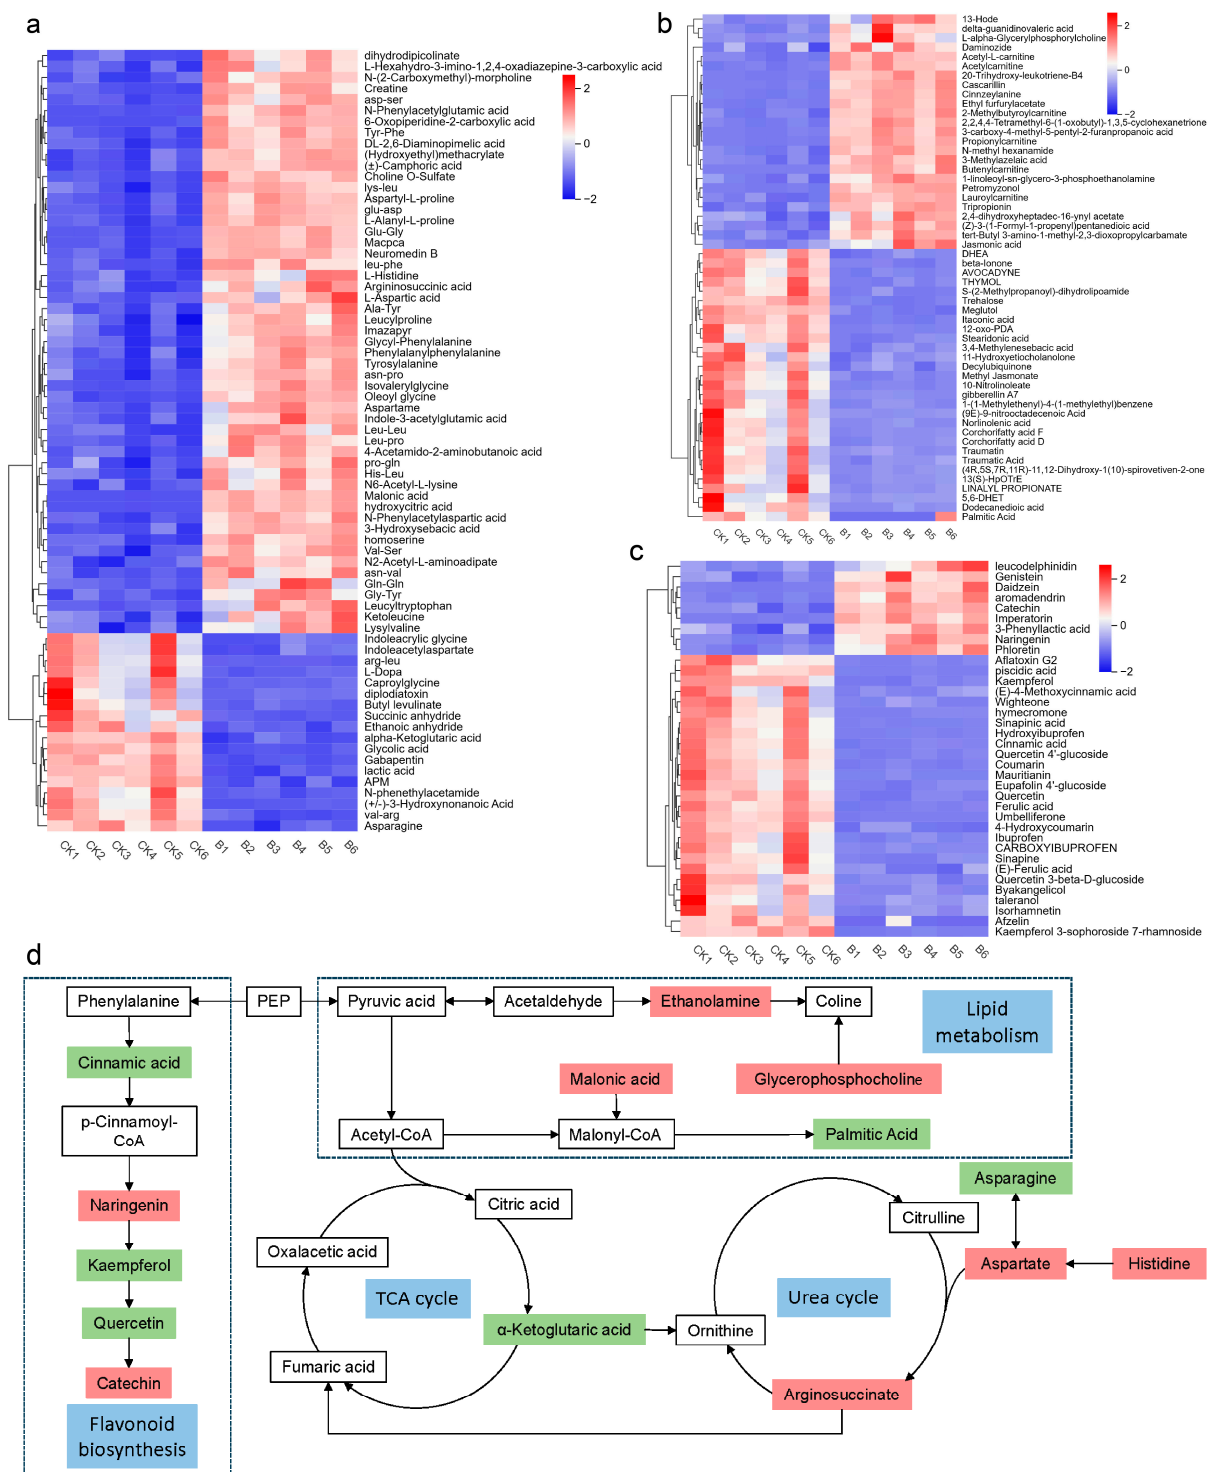 a
dihydrodipicolinate
L-Hexahydro-3-imino-1,2,4-oxadiazepine-3-carboxylic acid
N-(2-Carboxymethyl)-morpholine
Creatine
asp-ser
N-Phenylacetylglutamic acid
6-Oxopiperidine-2-carboxylic acid
Tyr-Phe
DL-2,6-Diaminopimelic acid
(Hydroxyethyl)methacrylate
(±)-Camphoric acid
Choline O-Sulfate
lys-leu
Aspartyl-L-proline
glu-asp
L-Alanyl-L-proline
Glu-Gly
Macpca
Neuromedin B
leu-phe
L-Histidine
Argininosuccinic acid
L-Aspartic acid
Ala-Tyr
Leucylproline
Imazapyr
Glycyl-Phenylalanine
Phenylalanylphenylalanine
Tyrosylalanine
asn-pro
Isovalerylglycine
Oleoyl glycine
Aspartame
Indole-3-acetylglutamic acid
Leu-Leu
Leu-pro
4-Acetamido-2-aminobutanoic acid
pro-gln
His-Leu
N6-Acetyl-L-lysine
Malonic acid
hydroxycitric acid
N-Phenylacetylaspartic acid
3-Hydroxysebacic acid
homoserine
Val-Ser
N2-Acetyl-L-aminoadipate
asn-val
Gln-Gln
Gly-Tyr
Leucyltryptophan
Ketoleucine
Lysylvaline
Indoleacrylic glycine
Indoleacetylaspartate
arg-leu
L-Dopa
Caproylglycine
diplodiatoxin
Butyl levulinate
Succinic anhydride
Ethanoic anhydride
alpha-Ketoglutaric acid
Glycolic acid
Gabapentin
lactic acid
APM
N-phenethylacetamide
(+/-)-3-Hydroxynonanoic Acid
val-arg
Asparagine
2
0
−2
CK1 CK2 CK3 CK4 CK5 CK6 B1 B2 B3 B4 B5 B6
b
13-Hode
delta-guanidinovaleric acid
L-alpha-Glycerylphosphorylcholine
Daminozide
Acetyl-L-carnitine
Acetylcarnitine
20-Trihydroxy-leukotriene-B4
Cascarillin
Cinnzeylanine
Ethyl furfurylacetate
2-Methylbutyroylcarnitine
2,2,4,4-Tetramethyl-6-(1-oxobutyl)-1,3,5-cyclohexanetrione
3-carboxy-4-methyl-5-pentyl-2-furanpropanoic acid
Propionylcarnitine
N-methyl hexanamide
3-Methylazelaic acid
Butenylcarnitine
1-linoleoyl-sn-glycero-3-phosphoethanolamine
Petromyzonol
Lauroylcarnitine
Tripropionin
2,4-dihydroxyheptadec-16-ynyl acetate
(Z)-3-(1-Formyl-1-propenyl)pentanedioic acid
tert-Butyl 3-amino-1-methyl-2,3-dioxopropylcarbamate
Jasmonic acid
DHEA
beta-Ionone
AVOCADYNE
THYMOL
S-(2-Methylpropanoyl)-dihydrolipoamide
Trehalose
Meglutol
Itaconic acid
12-oxo-PDA
Stearidonic acid
3,4-Methylenesebacic acid
11-Hydroxyetiocholanolone
Decylubiquinone
Methyl Jasmonate
10-Nitrolinoleate
gibberellin A7
1-(1-Methylethenyl)-4-(1-methylethyl)benzene
(9E)-9-nitrooctadecenoic Acid
Norlinolenic acid
Corchorifatty acid F
Corchorifatty acid D
Traumatin
Traumatic Acid
(4R,5S,7R,11R)-11,12-Dihydroxy-1(10)-spirovetiven-2-one
13(S)-HpOTrE
LINALYL PROPIONATE
5,6-DHET
Dodecanedioic acid
Palmitic Acid
2
0
−2
CK1 CK2 CK3 CK4 CK5 CK6 B1 B2 B3 B4 B5 B6
c
leucodelphinidin
Genistein
Daidzein
aromadendrin
Catechin
Imperatorin
3-Phenyllactic acid
Naringenin
Phloretin
Aflatoxin G2
piscidic acid
Kaempferol
(E)-4-Methoxycinnamic acid
Wighteone
hymecromone
Sinapinic acid
Hydroxyibuprofen
Cinnamic acid
Quercetin 4'-glucoside
Coumarin
Mauritianin
Eupafolin 4'-glucoside
Quercetin
Ferulic acid
Umbelliferone
4-Hydroxycoumarin
Ibuprofen
CARBOXYIBUPROFEN
Sinapine
(E)-Ferulic acid
Quercetin 3-beta-D-glucoside
Byakangelicol
taleranol
Isorhamnetin
Afzelin
Kaempferol 3-sophoroside 7-rhamnoside
2
0
−2
CK1 CK2 CK3 CK4 CK5 CK6 B1 B2 B3 B4 B5 B6
d
Phenylalanine
PEP
Pyruvic acid
Acetaldehyde
Ethanolamine
Coline
Lipid
metabolism
Cinnamic acid
Malonic acid
Glycerophosphocholine
p-Cinnamoyl-
CoA
Acetyl-CoA
Malonyl-CoA
Palmitic Acid
Asparagine
Naringenin
Citric acid
Citrulline
Oxalacetic acid
Kaempferol
Aspartate
Histidine
TCA cycle
Urea cycle
Quercetin
α-Ketoglutaric acid
Ornithine
Fumaric acid
Catechin
Arginosuccinate
Flavonoid
biosynthesis